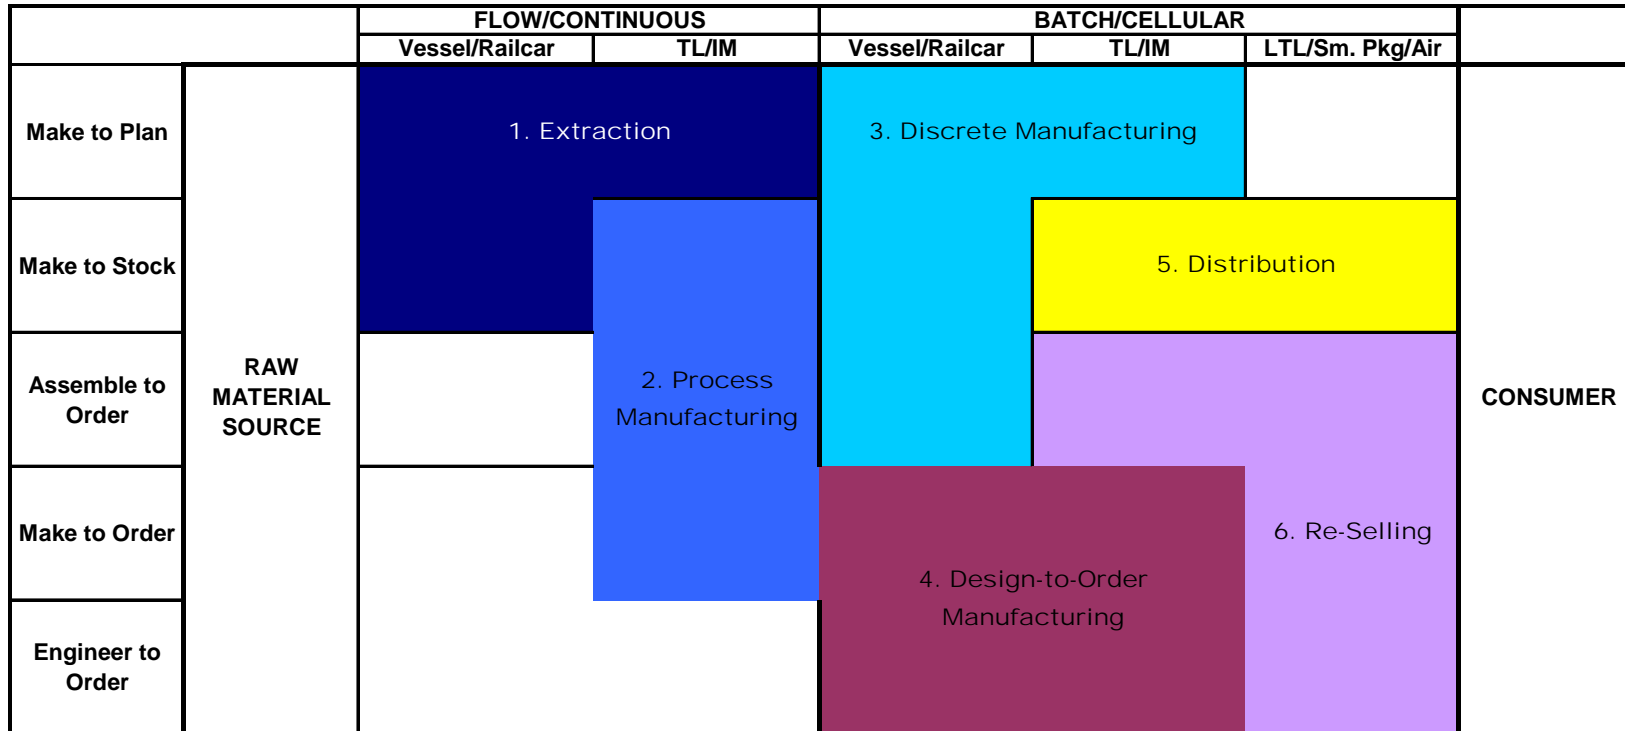 FLOW/CONTINUOUS
BATCH/CELLULAR
Vessel/Railcar
TL/IM
Vessel/Railcar
TL/IM
LTL/Sm. Pkg/Air
Make to Plan
1. Extraction
3. Discrete Manufacturing
Make to Stock
5. Distribution
Assemble to
Order
RAW
MATERIAL
SOURCE
2. Process
Manufacturing
CONSUMER
Make to Order
6. Re-Selling
4. Design-to-Order
Manufacturing
Engineer to
Order